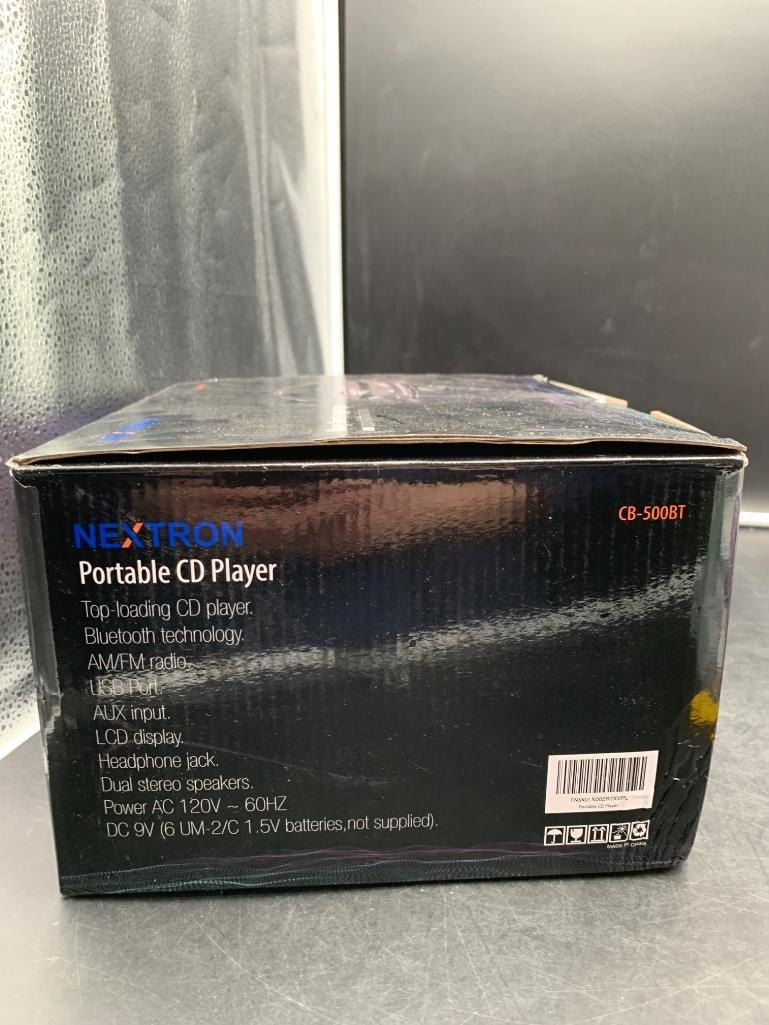 NEXTRON
CB-500BT
Portable CD Player
Top-loading CD player.
Bluetooth technology.
AM/FM radio.
USB Port.
AUX input.
LCD display.
Headphone jack.
Dual stereo speakers.
Power AC 120V ~ 60HZ
DC 9V (6 UM-2/C 1.5V batteries,not supplied).
Portable CD Player
MADE IN CHINA